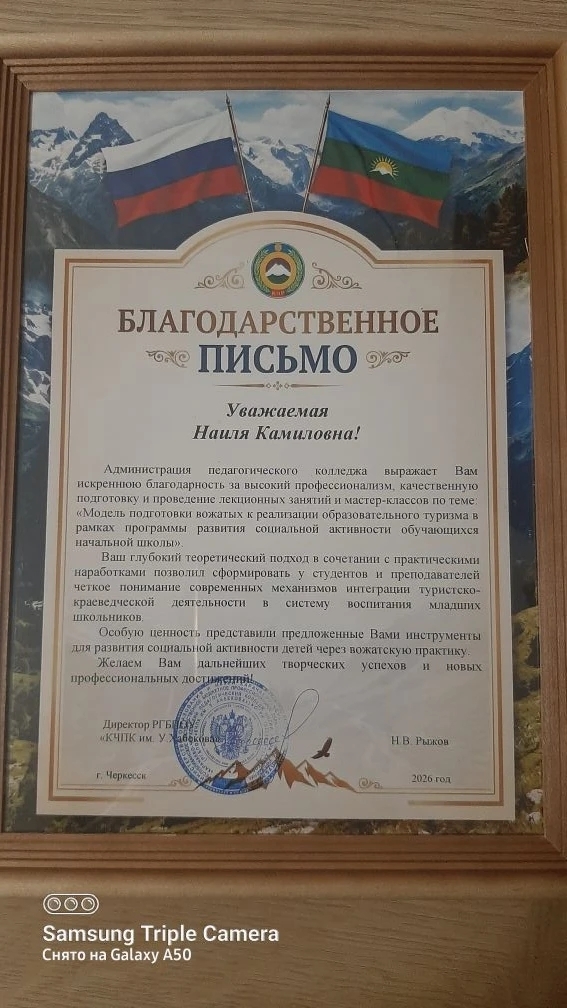 БЛАГОДАРСТВЕННОЕ
ПИСЬМО
Уважаемая
Наиля Камиловна!
Администрация педагогического колледжа выражает Вам
искреннюю благодарность за высокий профессионализм, качественную
подготовку и проведение лекционных занятий и мастер-классов по теме:
«Модель подготовки вожатых к реализации образовательного туризма в
рамках программы развития социальной активности обучающихся
начальной школы».
Ваш глубокий теоретический подход в сочетании с практическими
наработками позволил сформировать у студентов и преподавателей
четкое понимание современных механизмов интеграции туристско-
краеведческой деятельности в систему воспитания младших
школьников.
Особую ценность представили предложенные Вами инструменты
для развития социальной активности детей через вожатскую практику.
Желаем Вам дальнейших творческих успехов и новых
профессиональных достижений!
Директор
«КЧПК им. У.Хабекова»
Н.В. Рыжов
г. Черкесск
2026 год
Samsung Triple Camera
Снято на Galaxy A50